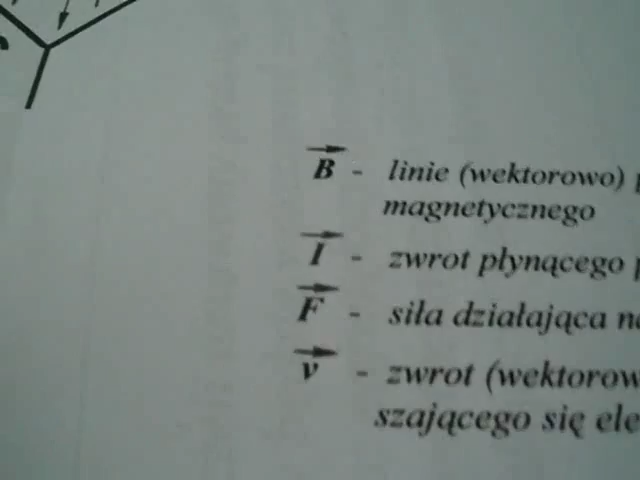 B - linie (wektorowo)
magnetycznego
I - zwrot płynącego
F - siła działająca
v - zwrot (wektorow
szającego się ele